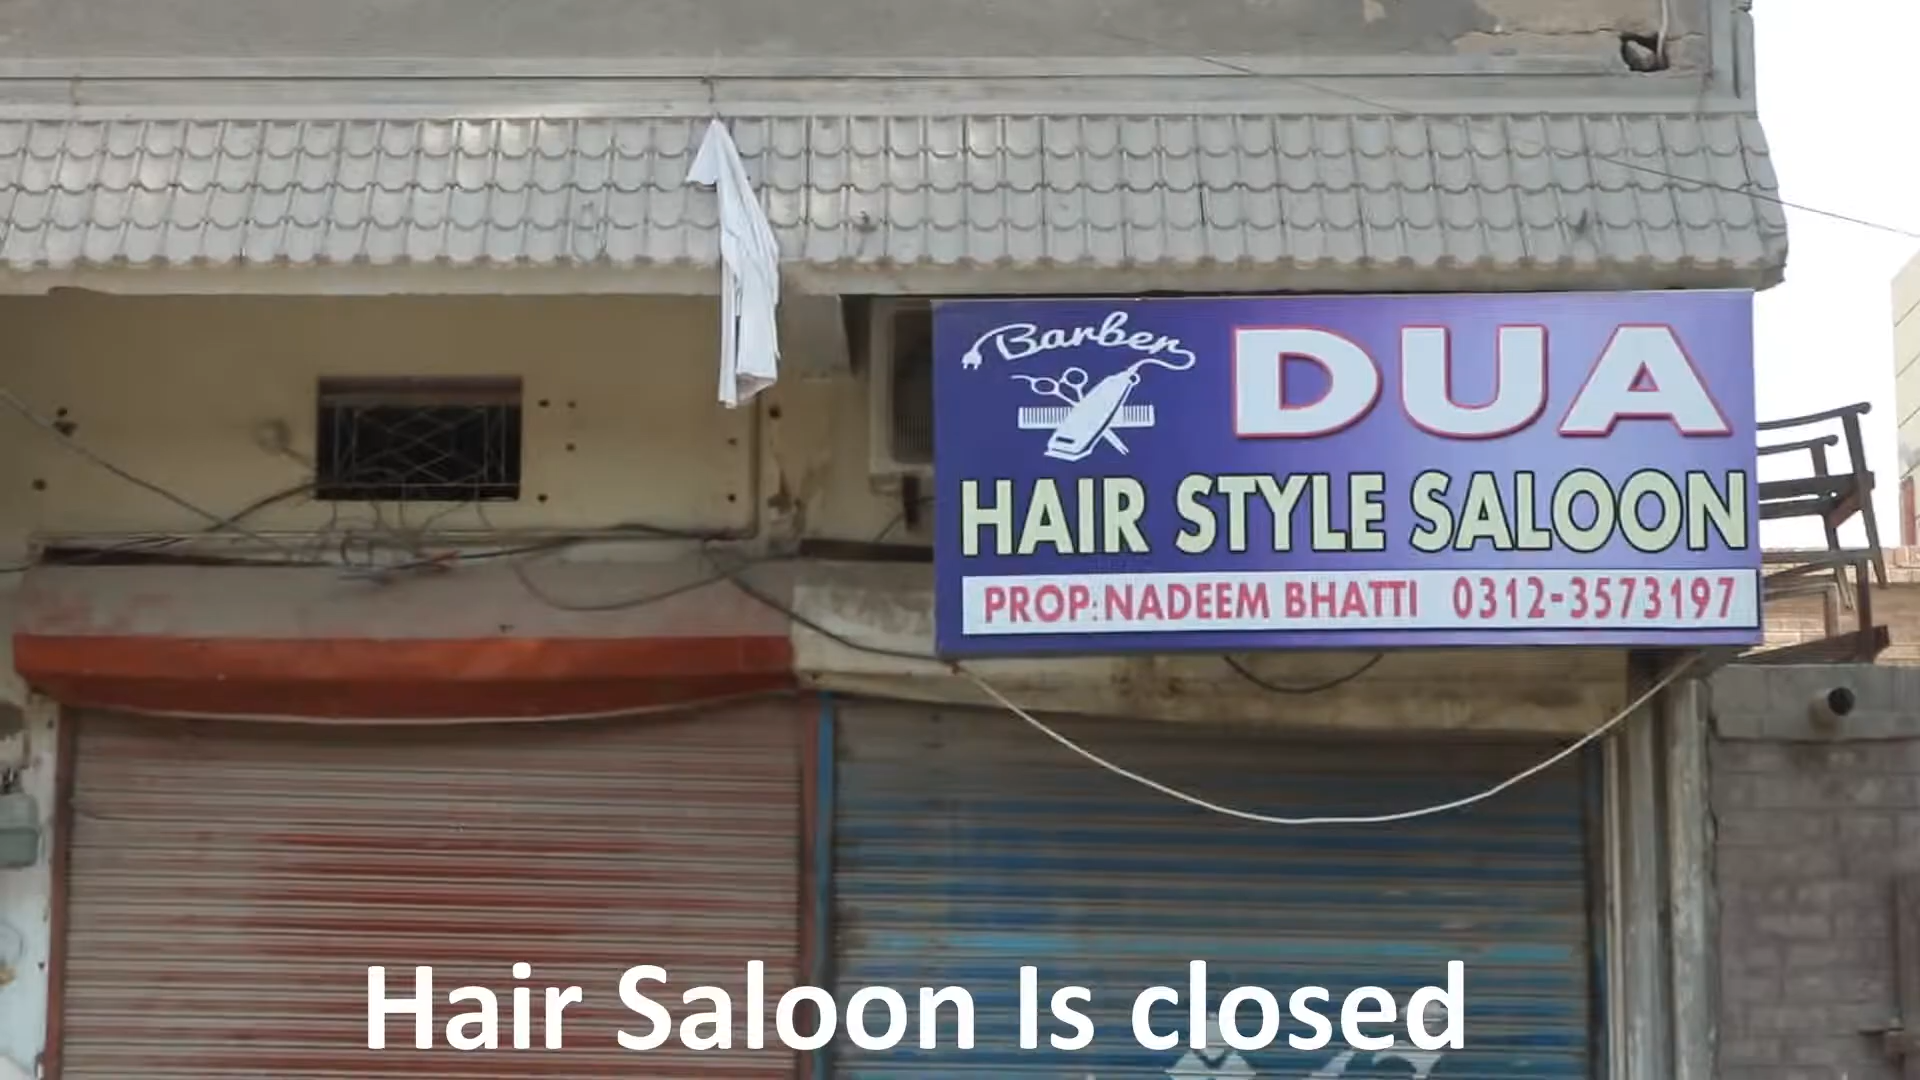 Barber
DUA
HAIR STYLE SALOON
PROP:NADEEM BHATTI 0312-3573197
Hair Saloon Is closed